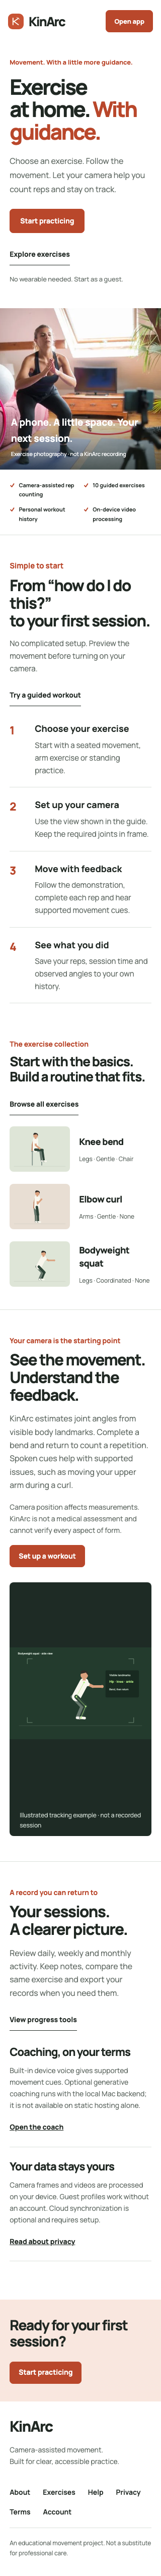 KinArc
Open app
Movement. With a little more guidance.
Exercise
at home. With
guidance.
Choose an exercise. Follow the
movement. Let your camera help you
count reps and stay on track.
Start practicing
Explore exercises
No wearable needed. Start as a guest.
A phone. A little space. Your
next session.
Exercise photography · not a KinArc recording
Camera-assisted rep
counting
10 guided exercises
Personal workout
history
On-device video
processing
Simple to start
From “how do I do
this?”
to your first session.
No complicated setup. Preview the
movement before turning on your
camera.
Try a guided workout
1
Choose your exercise
Start with a seated movement,
arm exercise or standing
practice.
2
Set up your camera
Use the view shown in the guide.
Keep the required joints in frame.
3
Move with feedback
Follow the demonstration,
complete each rep and hear
supported movement cues.
4
See what you did
Save your reps, session time and
observed angles to your own
history.
The exercise collection
Start with the basics.
Build a routine that fits.
Browse all exercises
Knee bend
Legs · Gentle · Chair
Elbow curl
Arms · Gentle · None
Bodyweight
squat
Legs · Coordinated · None
Your camera is the starting point
See the movement.
Understand the
feedback.
KinArc estimates joint angles from
visible body landmarks. Complete a
bend and return to count a repetition.
Spoken cues help with supported
issues, such as moving your upper
arm during a curl.
Camera position affects measurements.
KinArc is not a medical assessment and
cannot verify every aspect of form.
Set up a workout
Bodyweight squat · side view
Visible landmarks
Hip · knee · ankle
Illustrated tracking example · not a recorded
session
A record you can return to
Your sessions.
A clearer picture.
Review daily, weekly and monthly
activity. Keep notes, compare the
same exercise and export your
records when you need them.
View progress tools
Coaching, on your terms
Built-in device voice gives supported
movement cues. Optional generative
coaching runs with the local Mac backend;
it is not available on static hosting alone.
Open the coach
Your data stays yours
Camera frames and videos are processed
on your device. Guest profiles work without
an account. Cloud synchronization is
optional and requires setup.
Read about privacy
Ready for your first
session?
Start practicing
KinArc
Camera-assisted movement.
Built for clear, accessible practice.
About Exercises Help Privacy
Terms Account
An educational movement project. Not a substitute
for professional care.